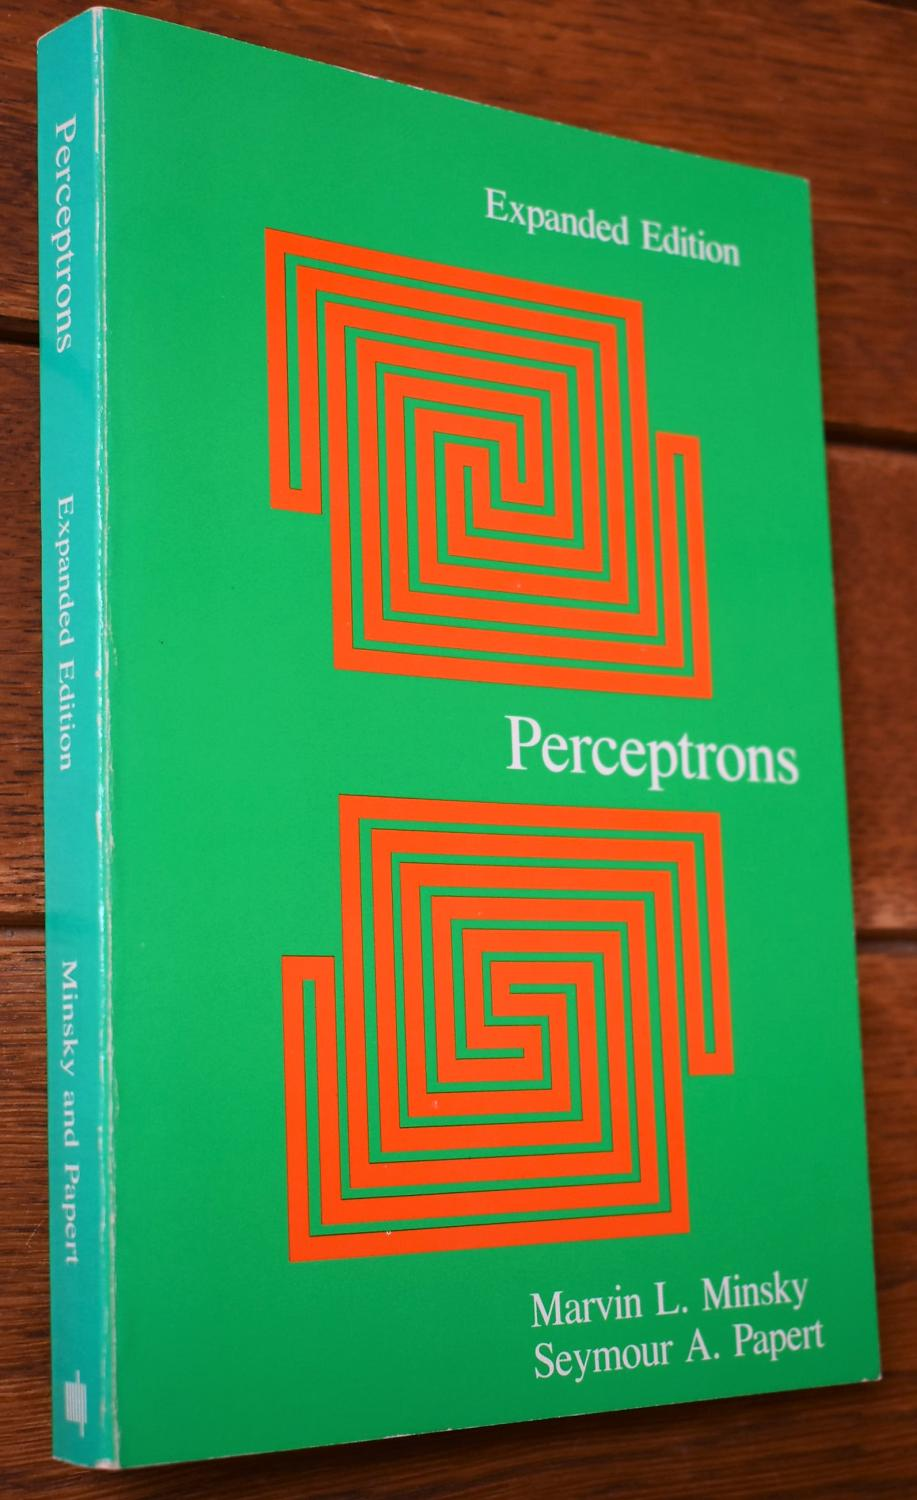 Perceptrons
Expanded Edition
Minsky and Papert
Expanded Edition
Perceptrons
Marvin L. Minsky
Seymour A. Papert